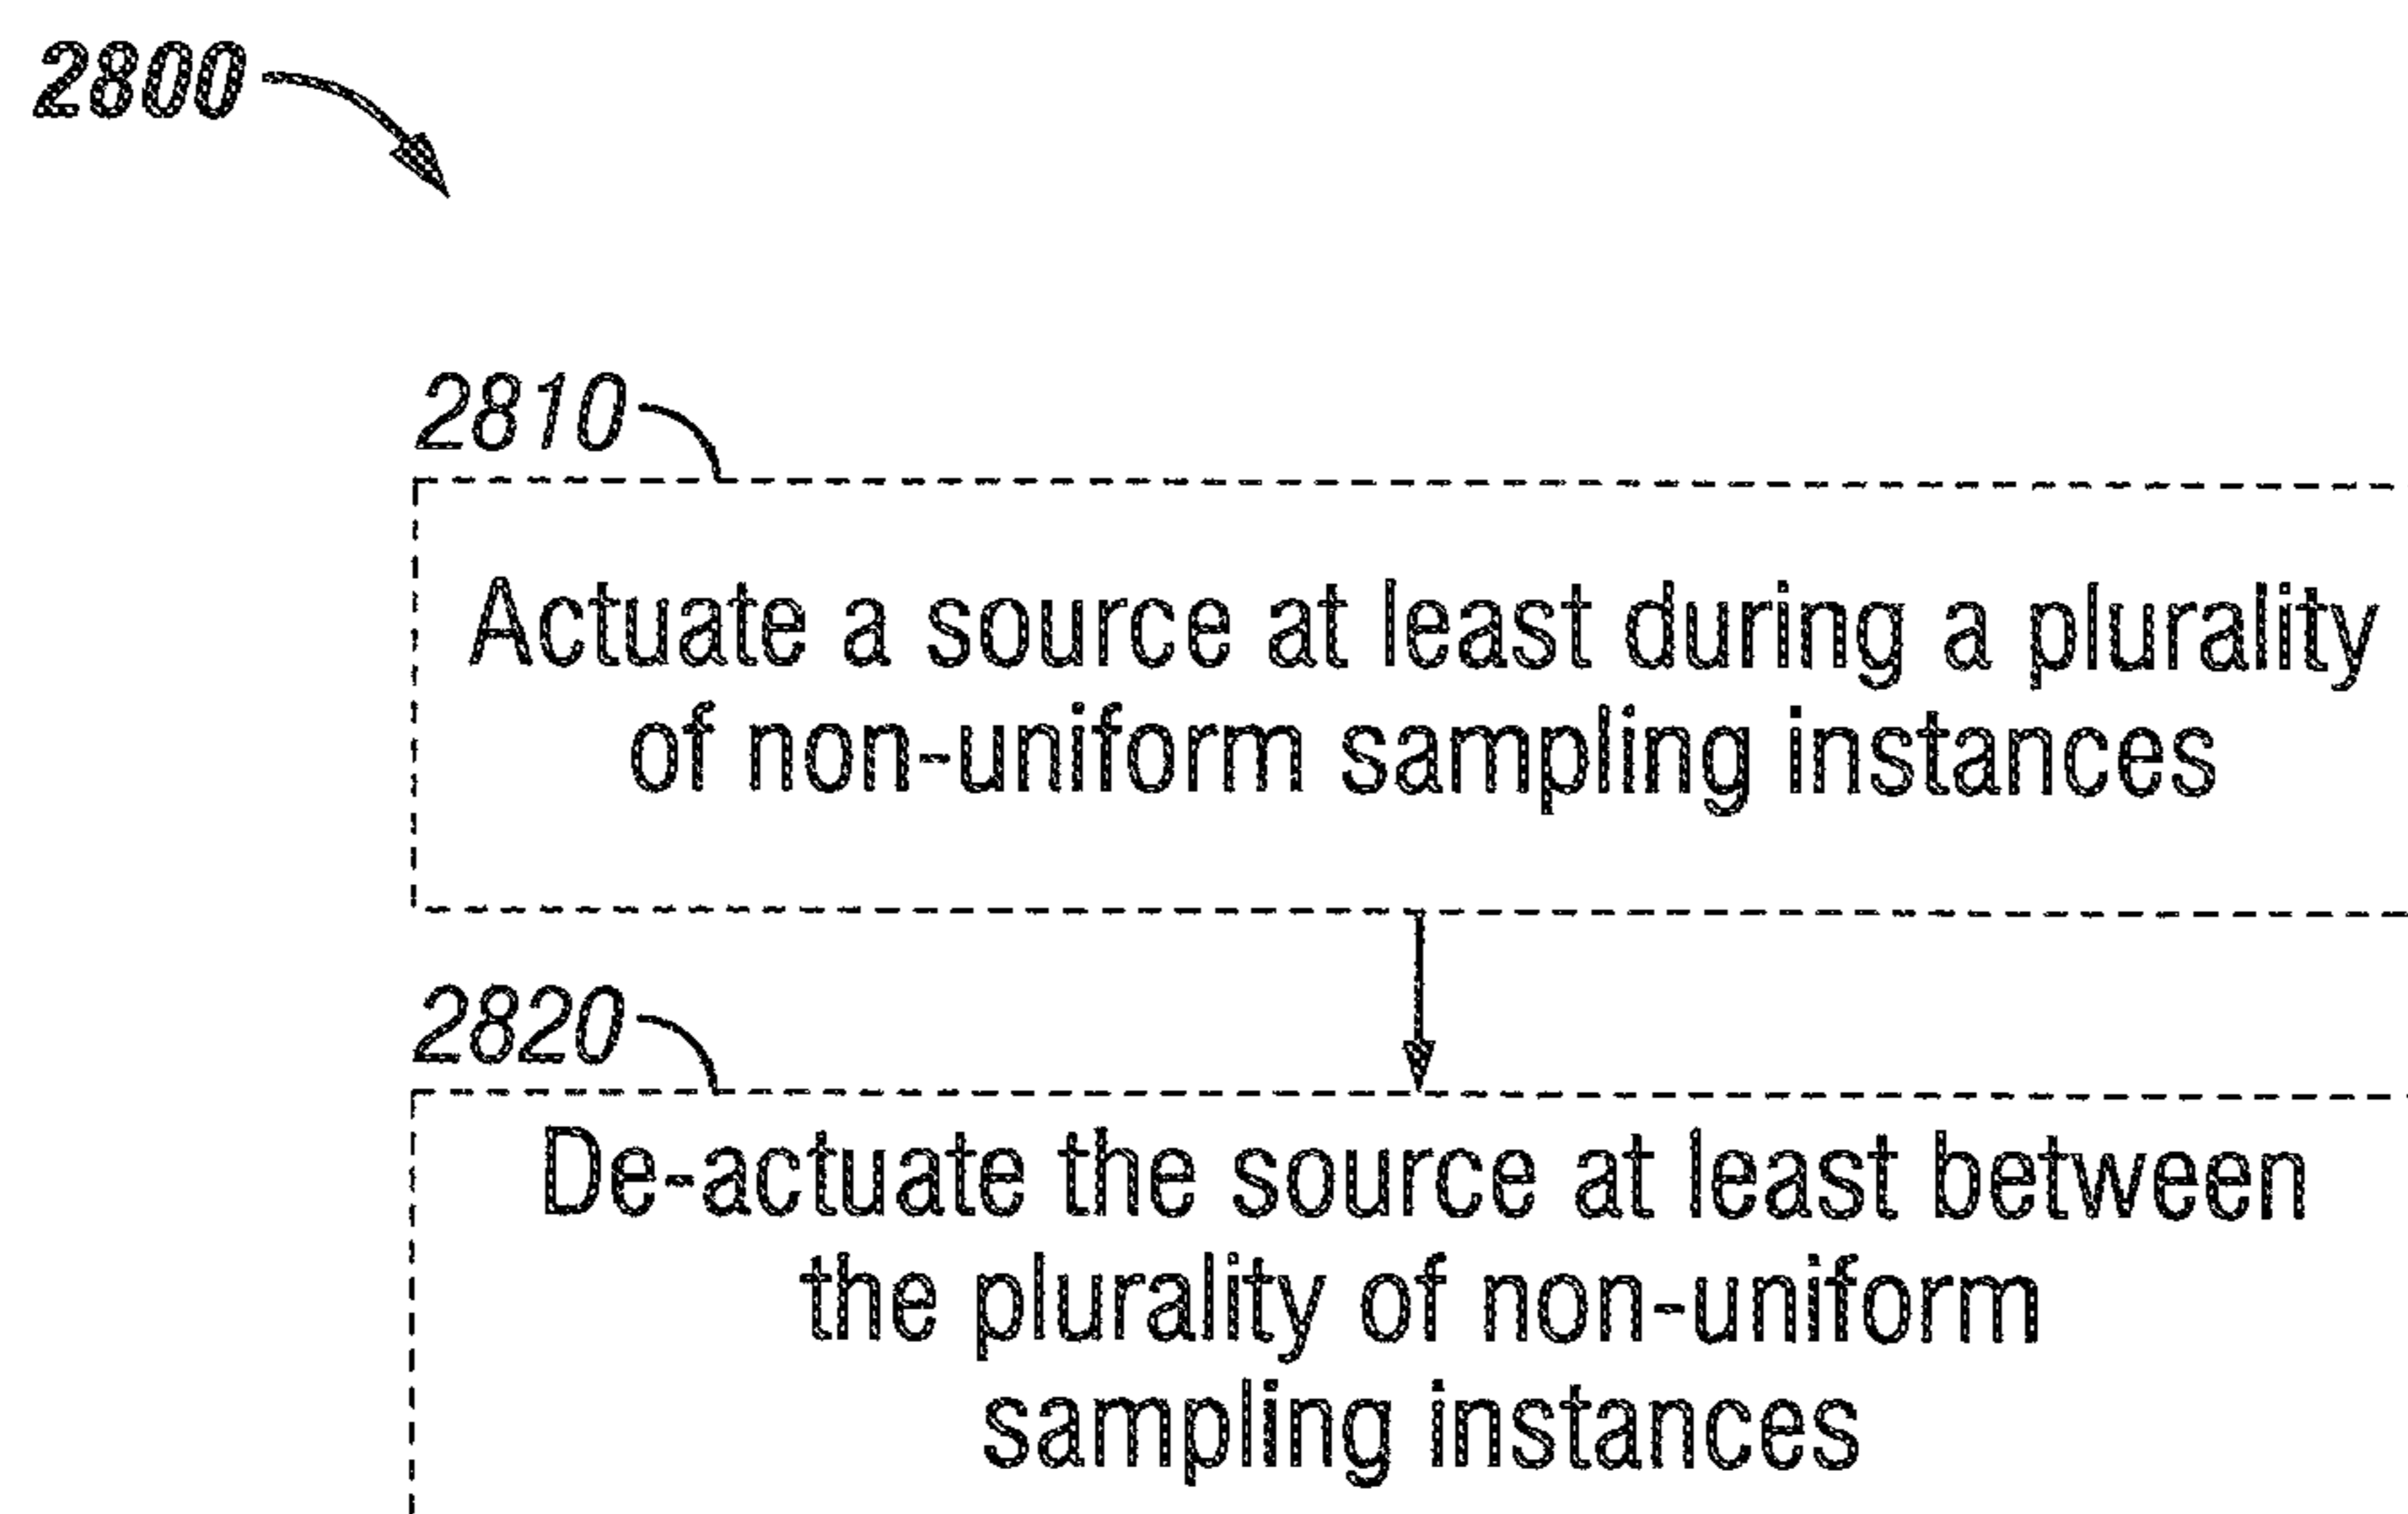 2800
2810
Actuate a source at least during a plurality
of non-uniform sampling instances
2820
De-actuate the source at least between
the plurality of non-uniform
sampling instances